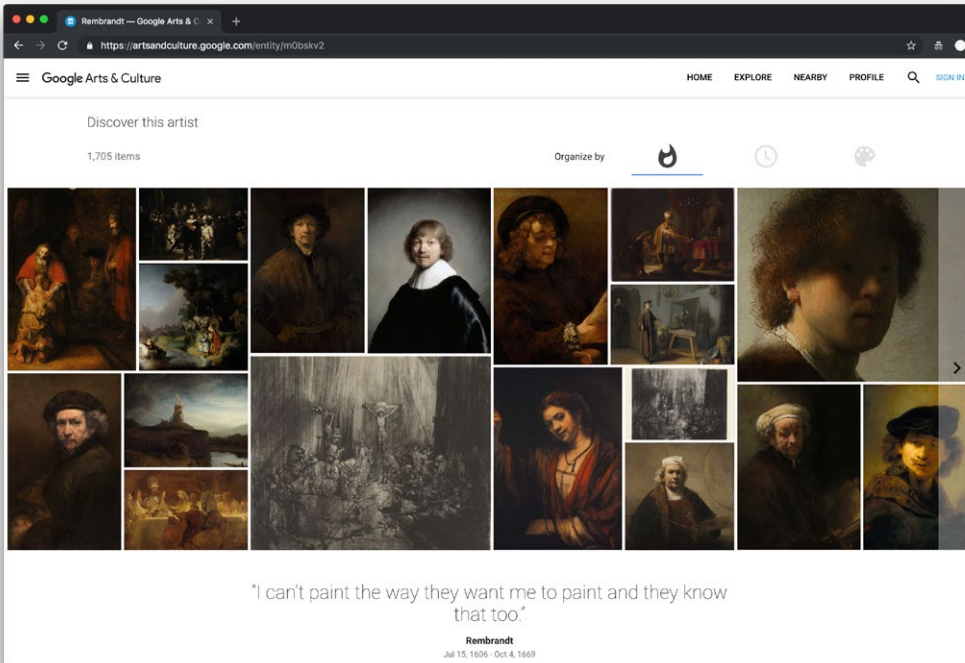 Rembrandt — Google Arts & C
https://artsandculture.google.com/entity/m0bskv2
Google Arts & Culture
HOME EXPLORE NEARBY PROFILE SIGN IN
Discover this artist
1,705 items
Organize by
"I can't paint the way they want me to paint and they know
that too."
Rembrandt
Jul 15, 1606 - Oct 4, 1669